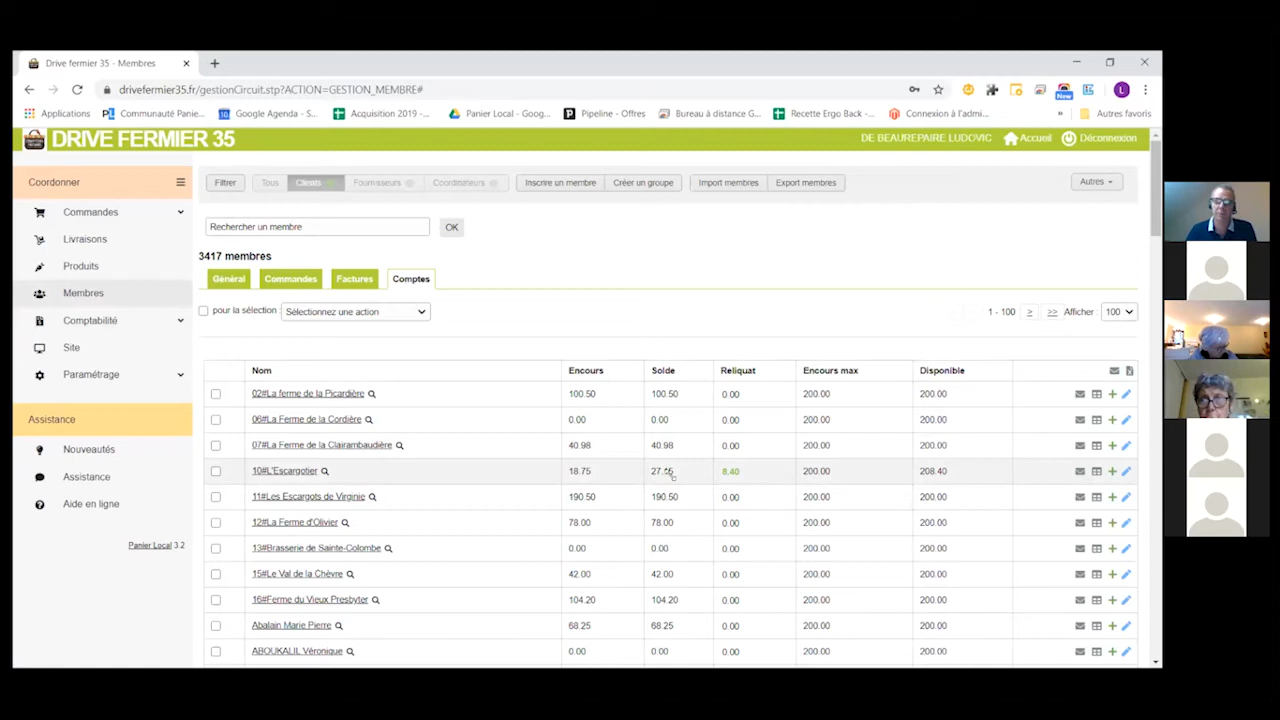 Drive fermier 35 - Membres
drivefermier35.fr/gestionCircuit.stp?ACTION=GESTION_MEMBRE#
Applications Communauté Panie... Google Agenda - S... Acquisition 2019 -... Panier Local - Goog... Pipeline - Offres Bureau à distance G... Recette Ergo Back -... Connexion à l'admi... New » Autres favoris
DRIVE FERMIER 35 DE BEAUREPAIRE LUDOVIC Accueil Déconnexion
Coordonner
Commandes
Livraisons
Produits
Membres
Comptabilité
Site
Paramétrage
Assistance
Nouveautés
Assistance
Aide en ligne
Panier Local 3.2
Filtrer Tous Clients Fournisseurs Coordinateurs Inscrire un membre Créer un groupe Import membres Export membres Autres
Rechercher un membre OK
3417 membres
Général Commandes Factures Comptes
pour la sélection : Sélectionnez une action 1 - 100 > >> Afficher : 100
Nom Encours Solde Reliquat Encours max Disponible
02#La ferme de la Picardière 100.50 100.50 0.00 200.00 200.00
06#La Ferme de la Cordière 0.00 0.00 0.00 200.00 200.00
07#La Ferme de la Clairambaudière 40.98 40.98 0.00 200.00 200.00
10#L'Escargotier 18.75 8.40 200.00 208.40
11#Les Escargots de Virginie 190.50 190.50 0.00 200.00 200.00
12#La Ferme d'Olivier 78.00 78.00 0.00 200.00 200.00
13#Brasserie de Sainte-Colombe 0.00 0.00 0.00 200.00 200.00
15#Le Val de la Chèvre 42.00 42.00 0.00 200.00 200.00
16#Ferme du Vieux Presbyter 104.20 104.20 0.00 200.00 200.00
Abalain Marie Pierre 68.25 68.25 0.00 200.00 200.00
ABOUKALIL Véronique 0.00 0.00 0.00 200.00 200.00